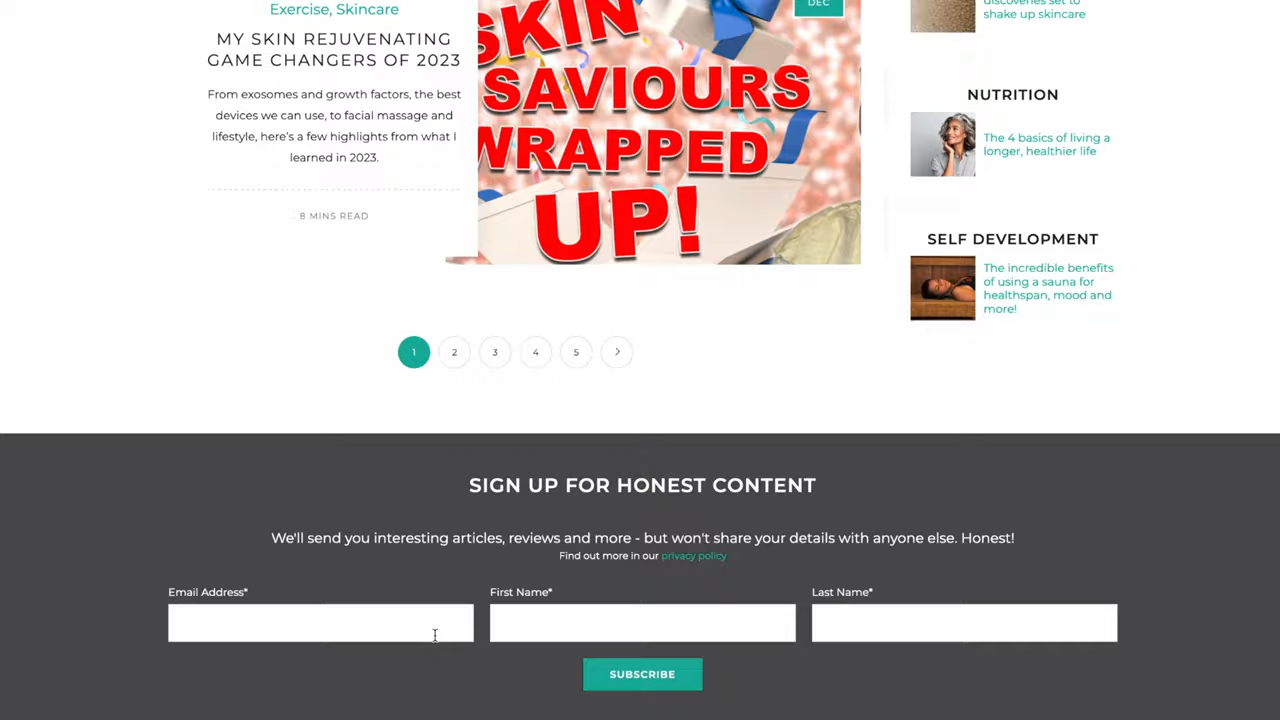 Exercise, Skincare
MY SKIN REJUVENATING
GAME CHANGERS OF 2023
From exosomes and growth factors, the best
devices we can use, to facial massage and
lifestyle, here's a few highlights from what I
learned in 2023.
8 MINS READ
DEC
SKIN
SAVIOURS
WRAPPED
UP!
discoveries set to
shake up skincare
NUTRITION
The 4 basics of living a
longer, healthier life
SELF DEVELOPMENT
The incredible benefits
of using a sauna for
healthspan, mood and
more!
1 2 3 4 5
SIGN UP FOR HONEST CONTENT
We'll send you interesting articles, reviews and more - but won't share your details with anyone else. Honest!
Find out more in our privacy policy
Email Address* First Name* Last Name*
SUBSCRIBE